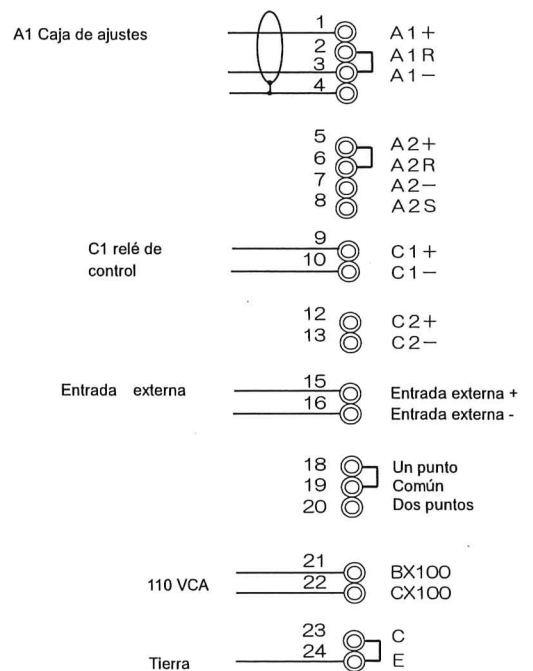 A1 Caja de ajustes
1 A1+
2 A1R
3 A1−
4
5 A2+
6 A2R
7 A2−
8 A2S
C1 relé de
control
9 C1+
10 C1−
12 C2+
13 C2−
Entrada externa
15 Entrada externa +
16 Entrada externa -
18 Un punto
19 Común
20 Dos puntos
110 VCA
21 BX100
22 CX100
23 C
Tierra
24 E